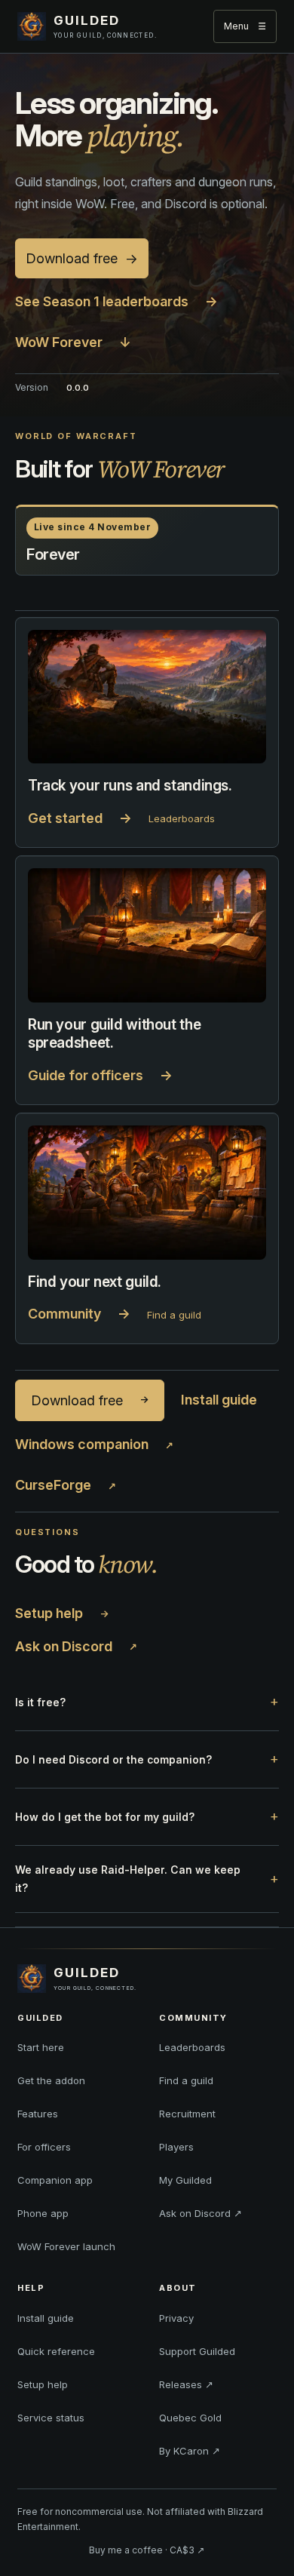 GUILDED
YOUR GUILD, CONNECTED.
Menu ☰
Less organizing.
More playing.
Guild standings, loot, crafters and dungeon runs,
right inside WoW. Free, and Discord is optional.
Download free →
See Season 1 leaderboards →
WoW Forever ↓
Version 0.0.0
WORLD OF WARCRAFT
Built for WoW Forever
Live since 4 November
Forever
Track your runs and standings.
Get started → Leaderboards
Run your guild without the
spreadsheet.
Guide for officers →
Find your next guild.
Community → Find a guild
Download free → Install guide
Windows companion ↗
CurseForge ↗
QUESTIONS
Good to know.
Setup help →
Ask on Discord ↗
Is it free? +
Do I need Discord or the companion? +
How do I get the bot for my guild? +
We already use Raid-Helper. Can we keep
it? +
GUILDED
YOUR GUILD, CONNECTED.
GUILDED
Start here
Get the addon
Features
For officers
Companion app
Phone app
WoW Forever launch
COMMUNITY
Leaderboards
Find a guild
Recruitment
Players
My Guilded
Ask on Discord ↗
HELP
Install guide
Quick reference
Setup help
Service status
ABOUT
Privacy
Support Guilded
Releases ↗
Quebec Gold
By KCaron ↗
Free for noncommercial use. Not affiliated with Blizzard
Entertainment.
Buy me a coffee · CA$3 ↗